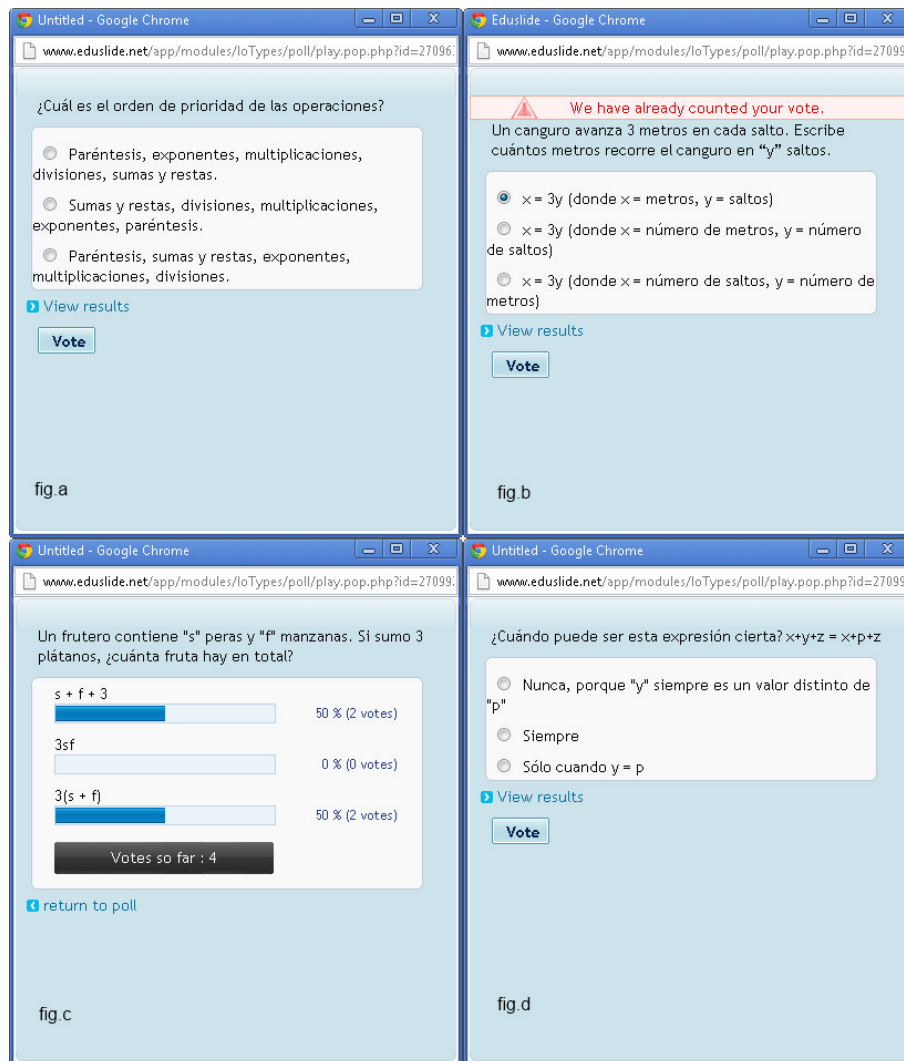 Untitled - Google Chrome
www.eduslide.net/app/modules/loTypes/poll/play.pop.php?id=27096
¿Cuál es el orden de prioridad de las operaciones?
Paréntesis, exponentes, multiplicaciones,
divisiones, sumas y restas.
Sumas y restas, divisiones, multiplicaciones,
exponentes, paréntesis.
Paréntesis, sumas y restas, exponentes,
multiplicaciones, divisiones.
View results
Vote
fig.a
Eduslide - Google Chrome
www.eduslide.net/app/modules/loTypes/poll/play.pop.php?id=27099
We have already counted your vote.
Un canguro avanza 3 metros en cada salto. Escribe
cuántos metros recorre el canguro en “y” saltos.
x = 3y (donde x = metros, y = saltos)
x = 3y (donde x = número de metros, y = número
de saltos)
x = 3y (donde x = número de saltos, y = número de
metros)
View results
Vote
fig.b
Untitled - Google Chrome
www.eduslide.net/app/modules/loTypes/poll/play.pop.php?id=27099
Un frutero contiene "s" peras y "f" manzanas. Si sumo 3
plátanos, ¿cuánta fruta hay en total?
s + f + 3
50 % (2 votes)
3sf
0 % (0 votes)
3(s + f)
50 % (2 votes)
Votes so far : 4
return to poll
fig.c
Untitled - Google Chrome
www.eduslide.net/app/modules/loTypes/poll/play.pop.php?id=27099
¿Cuándo puede ser esta expresión cierta? x+y+z = x+p+z
Nunca, porque "y" siempre es un valor distinto de
"p"
Siempre
Sólo cuando y = p
View results
Vote
fig.d